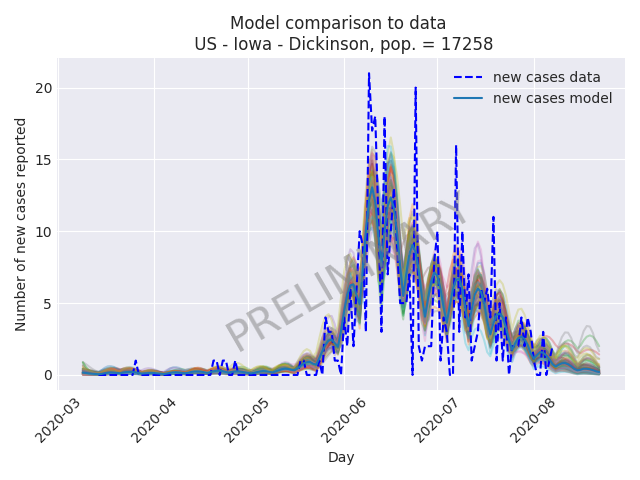 Model comparison to data
US - Iowa - Dickinson, pop. = 17258
new cases data
new cases model
PRELIMINARY
Number of new cases reported
20
15
10
5
0
2020-03
2020-04
2020-05
2020-06
2020-07
2020-08
Day